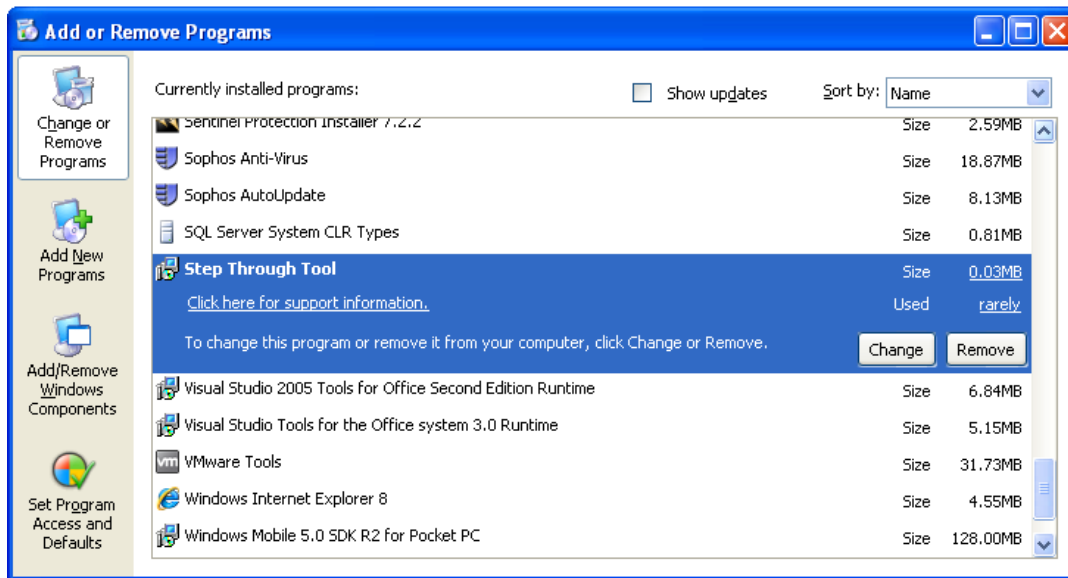 Add or Remove Programs
Change or
Remove
Programs
Add New
Programs
Add/Remove
Windows
Components
Set Program
Access and
Defaults
Currently installed programs: Show updates Sort by: Name
Sentinel Protection Installer 7.2.2 Size 2.59MB
Sophos Anti-Virus Size 18.87MB
Sophos AutoUpdate Size 8.13MB
SQL Server System CLR Types Size 0.81MB
Step Through Tool Size 0.03MB
Click here for support information. Used rarely
To change this program or remove it from your computer, click Change or Remove. Change Remove
Visual Studio 2005 Tools for Office Second Edition Runtime Size 6.84MB
Visual Studio Tools for the Office system 3.0 Runtime Size 5.15MB
vm VMware Tools Size 31.73MB
Windows Internet Explorer 8 Size 4.55MB
Windows Mobile 5.0 SDK R2 for Pocket PC Size 128.00MB